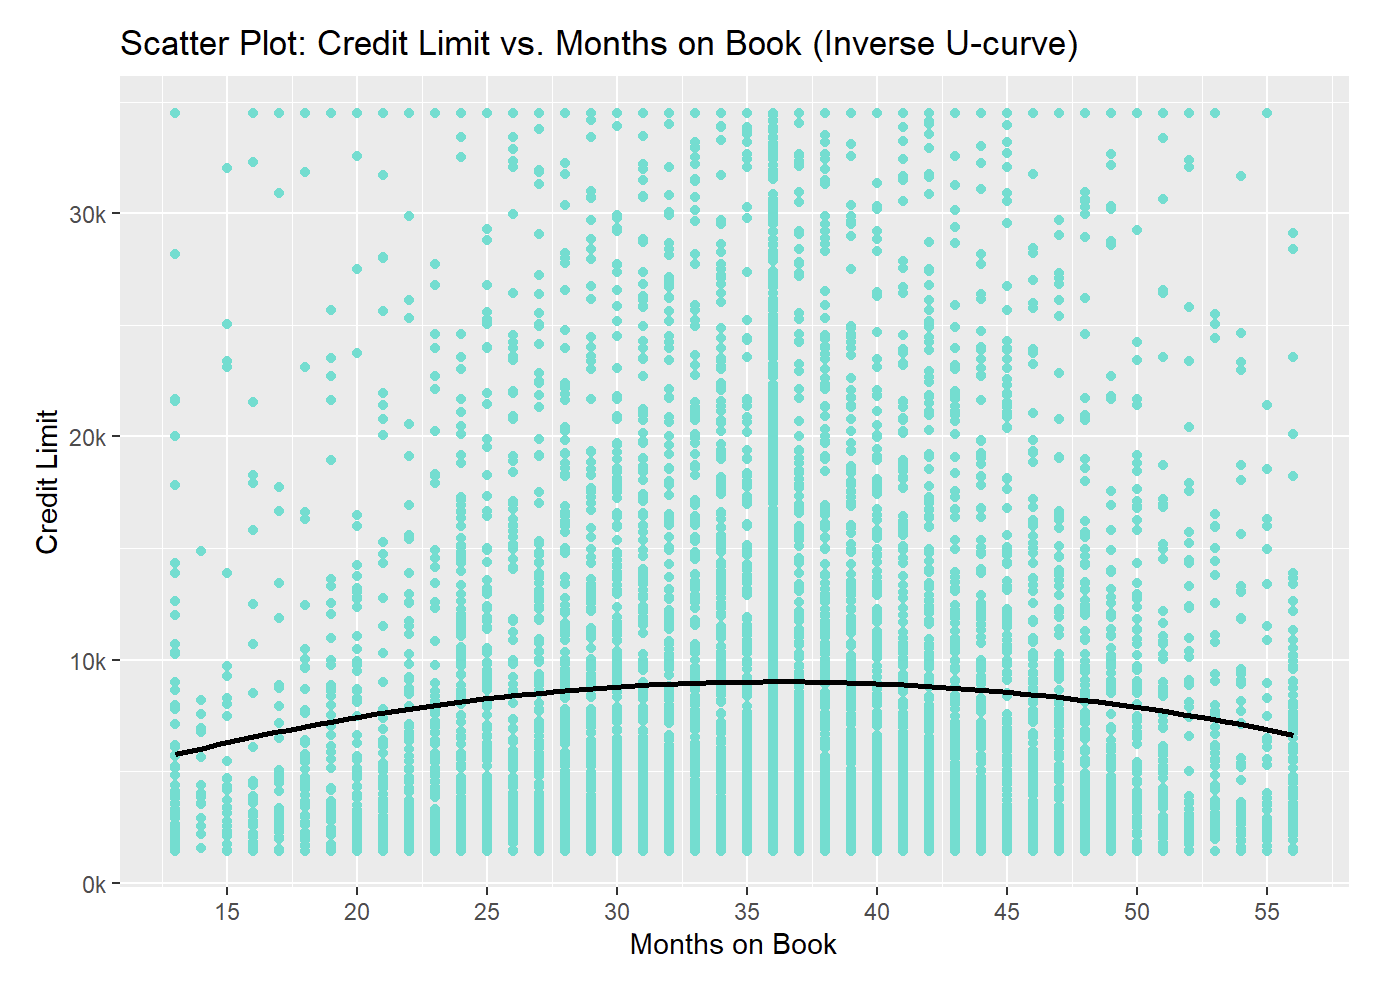 Scatter Plot: Credit Limit vs. Months on Book (Inverse U-curve)
Credit Limit
30k
20k
10k
0k
15 20 25 30 35 40 45 50 55
Months on Book